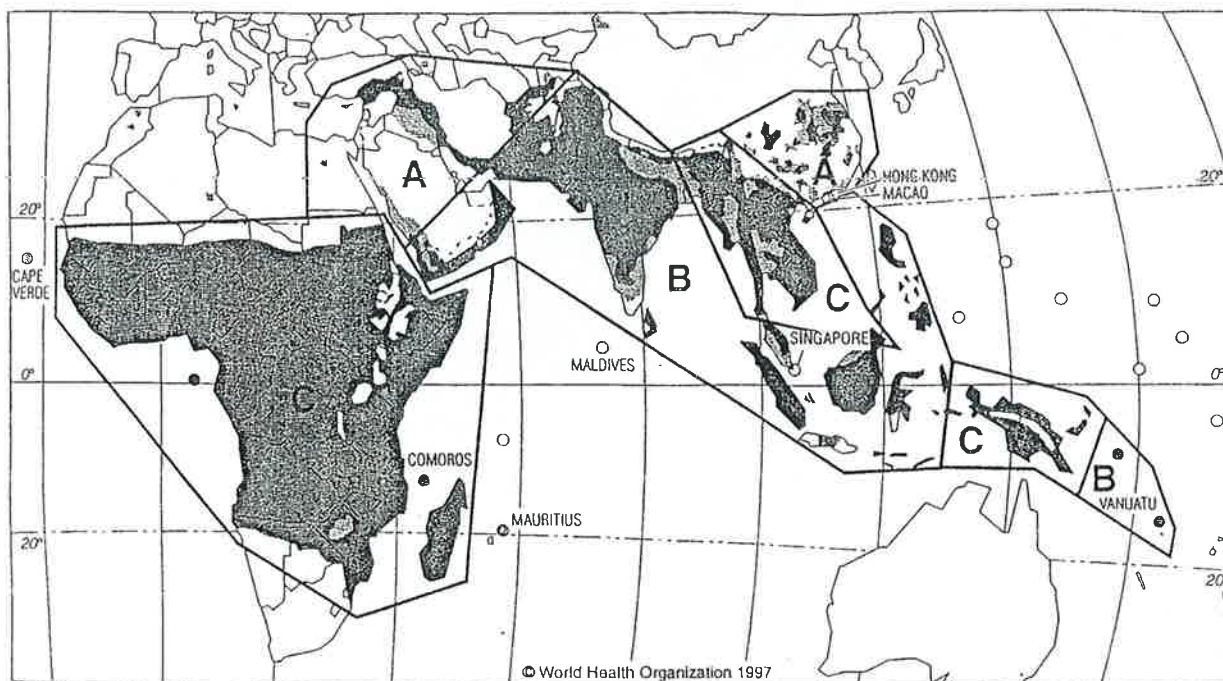 A
A
HONG KONG
MACAO
20°
20°
CAPE
VERDE
B
C
SINGAPORE
MALDIVES
0°
0°
C
C
COMOROS
B
VANUATU
MAURITIUS
20°
20°
© World Health Organization 1997